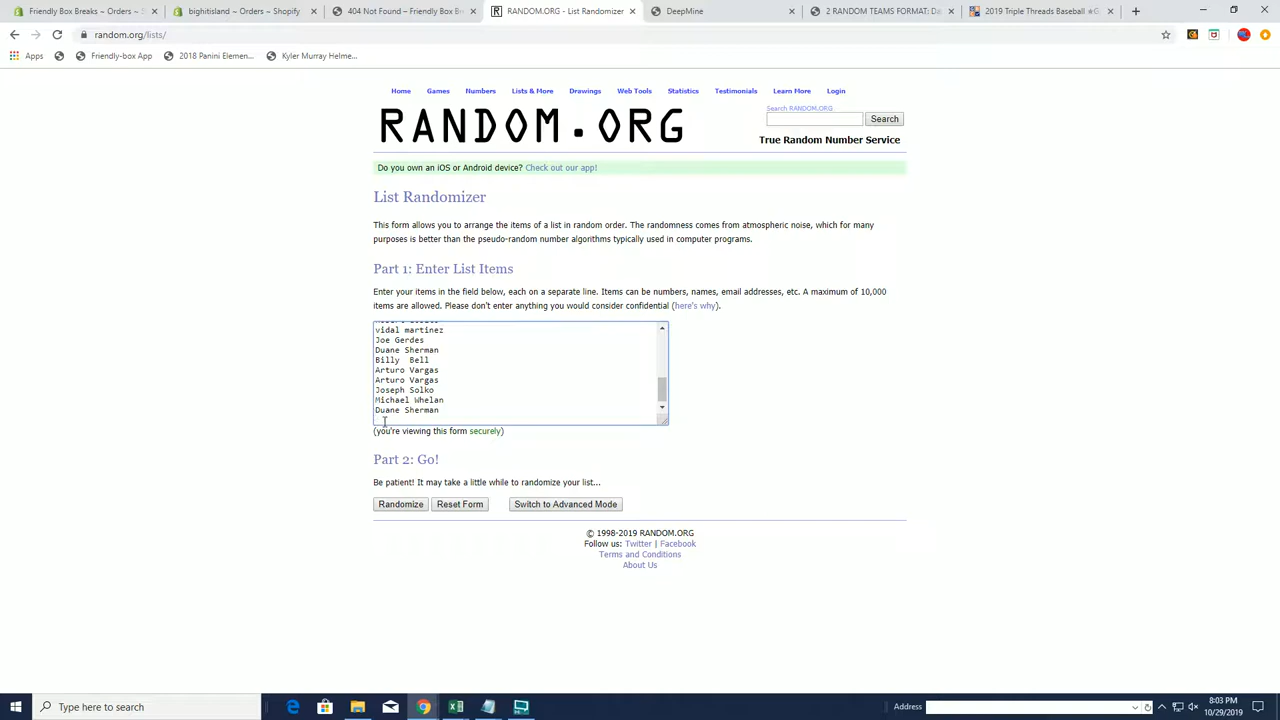 Friendly Box Breaks ~ Orders ~ S
bighitisland ~ Orders ~ Shopify
404 Not Found – Friendly Box B
RANDOM.ORG - List Randomizer
DeepMine
2 RANDOM TEAMS FORMAT: Da
2019 Triple Threads Baseball
random.org/lists/
Apps
Friendly-box App
2018 Panini Elemen...
Kyler Murray Helme...
Home Games Numbers Lists & More Drawings Web Tools Statistics Testimonials Learn More Login
RANDOM.ORG
Search RANDOM.ORG
Search
True Random Number Service
Do you own an iOS or Android device? Check out our app!
List Randomizer
This form allows you to arrange the items of a list in random order. The randomness comes from atmospheric noise, which for many
purposes is better than the pseudo-random number algorithms typically used in computer programs.
Part 1: Enter List Items
Enter your items in the field below, each on a separate line. Items can be numbers, names, email addresses, etc. A maximum of 10,000
items are allowed. Please don't enter anything you would consider confidential (here's why).
vidal martinez
Joe Gerdes
Duane Sherman
Billy  Bell
Arturo Vargas
Arturo Vargas
Joseph Solko
Michael Whelan
Duane Sherman
(you're viewing this form securely)
Part 2: Go!
Be patient! It may take a little while to randomize your list...
Randomize Reset Form Switch to Advanced Mode
© 1998-2019 RANDOM.ORG
Follow us: Twitter | Facebook
Terms and Conditions
About Us
Type here to search
Address
8:03 PM
10/29/2019